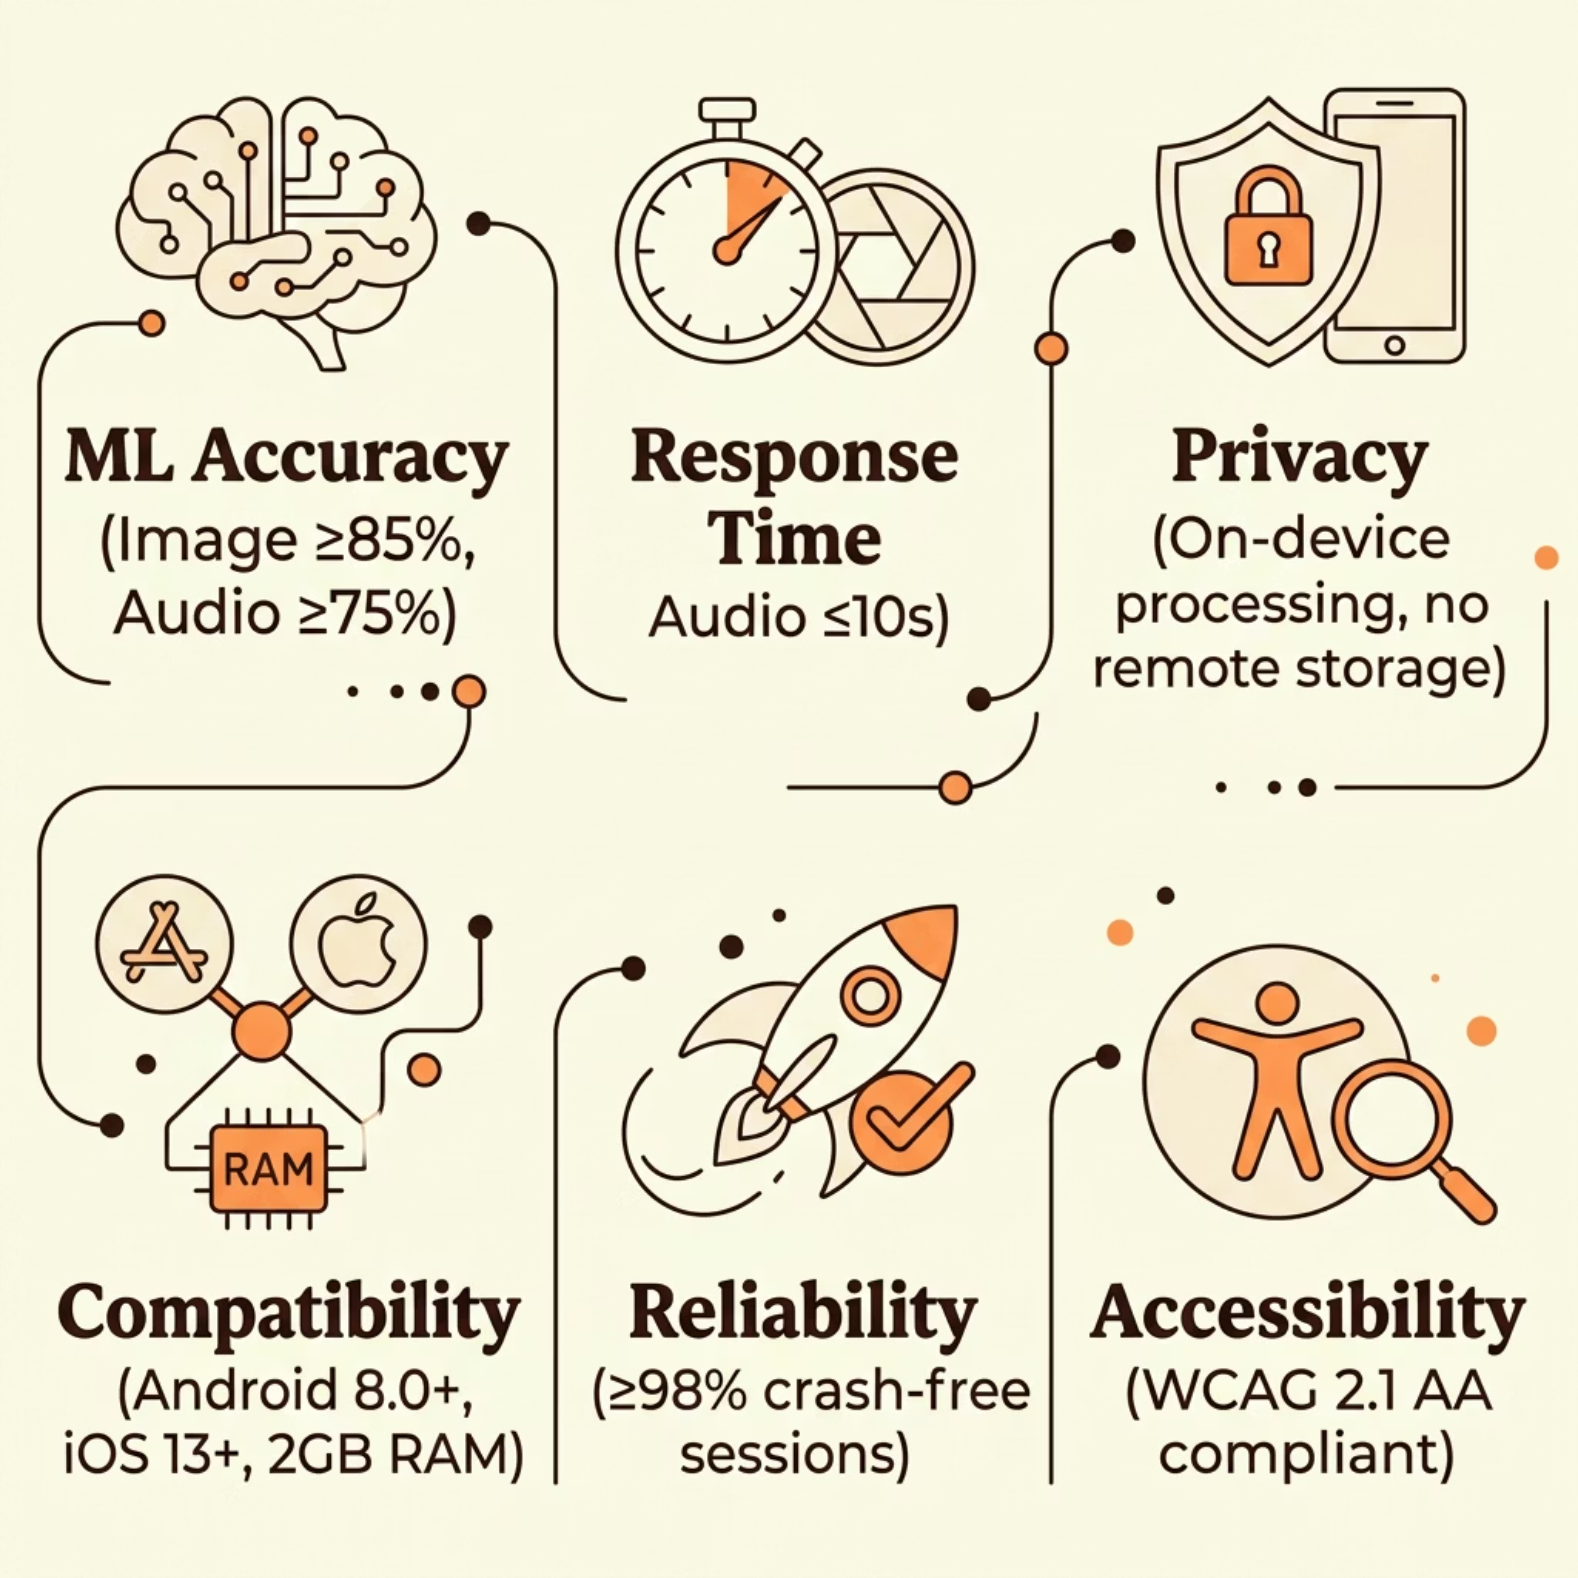 ML Accuracy
(Image ≥85%,
Audio ≥75%)
Response
Time
Audio ≤10s)
Privacy
(On-device
processing, no
remote storage)
RAM
Compatibility
(Android 8.0+,
iOS 13+, 2GB RAM)
Reliability
(≥98% crash-free
sessions)
Accessibility
(WCAG 2.1 AA
compliant)